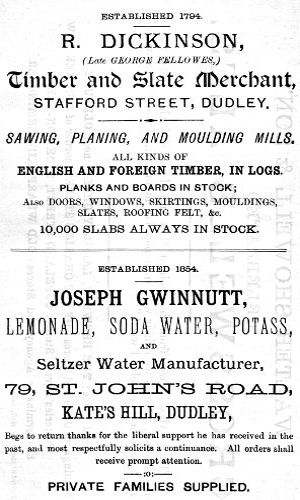 ESTABLISHED 1794.
R. DICKINSON,
(Late GEORGE FELLOWES,)
Timber and Slate Merchant,
STAFFORD STREET, DUDLEY.
SAWING, PLANING, AND MOULDING MILLS.
ALL KINDS OF
ENGLISH AND FOREIGN TIMBER, IN LOGS.
PLANKS AND BOARDS IN STOCK;
Also DOORS, WINDOWS, SKIRTINGS, MOULDINGS,
SLATES, ROOFING FELT, &c.
10,000 SLABS ALWAYS IN STOCK.
ESTABLISHED 1854.
JOSEPH GWINNUTT,
LEMONADE, SODA WATER, POTASS,
AND
Seltzer Water Manufacturer,
79, ST. JOHN'S ROAD,
KATE'S HILL, DUDLEY,
Begs to return thanks for the liberal support he has received in the
past, and most respectfully solicits a continuance. All orders shall
receive prompt attention.
:o:
PRIVATE FAMILIES SUPPLIED.